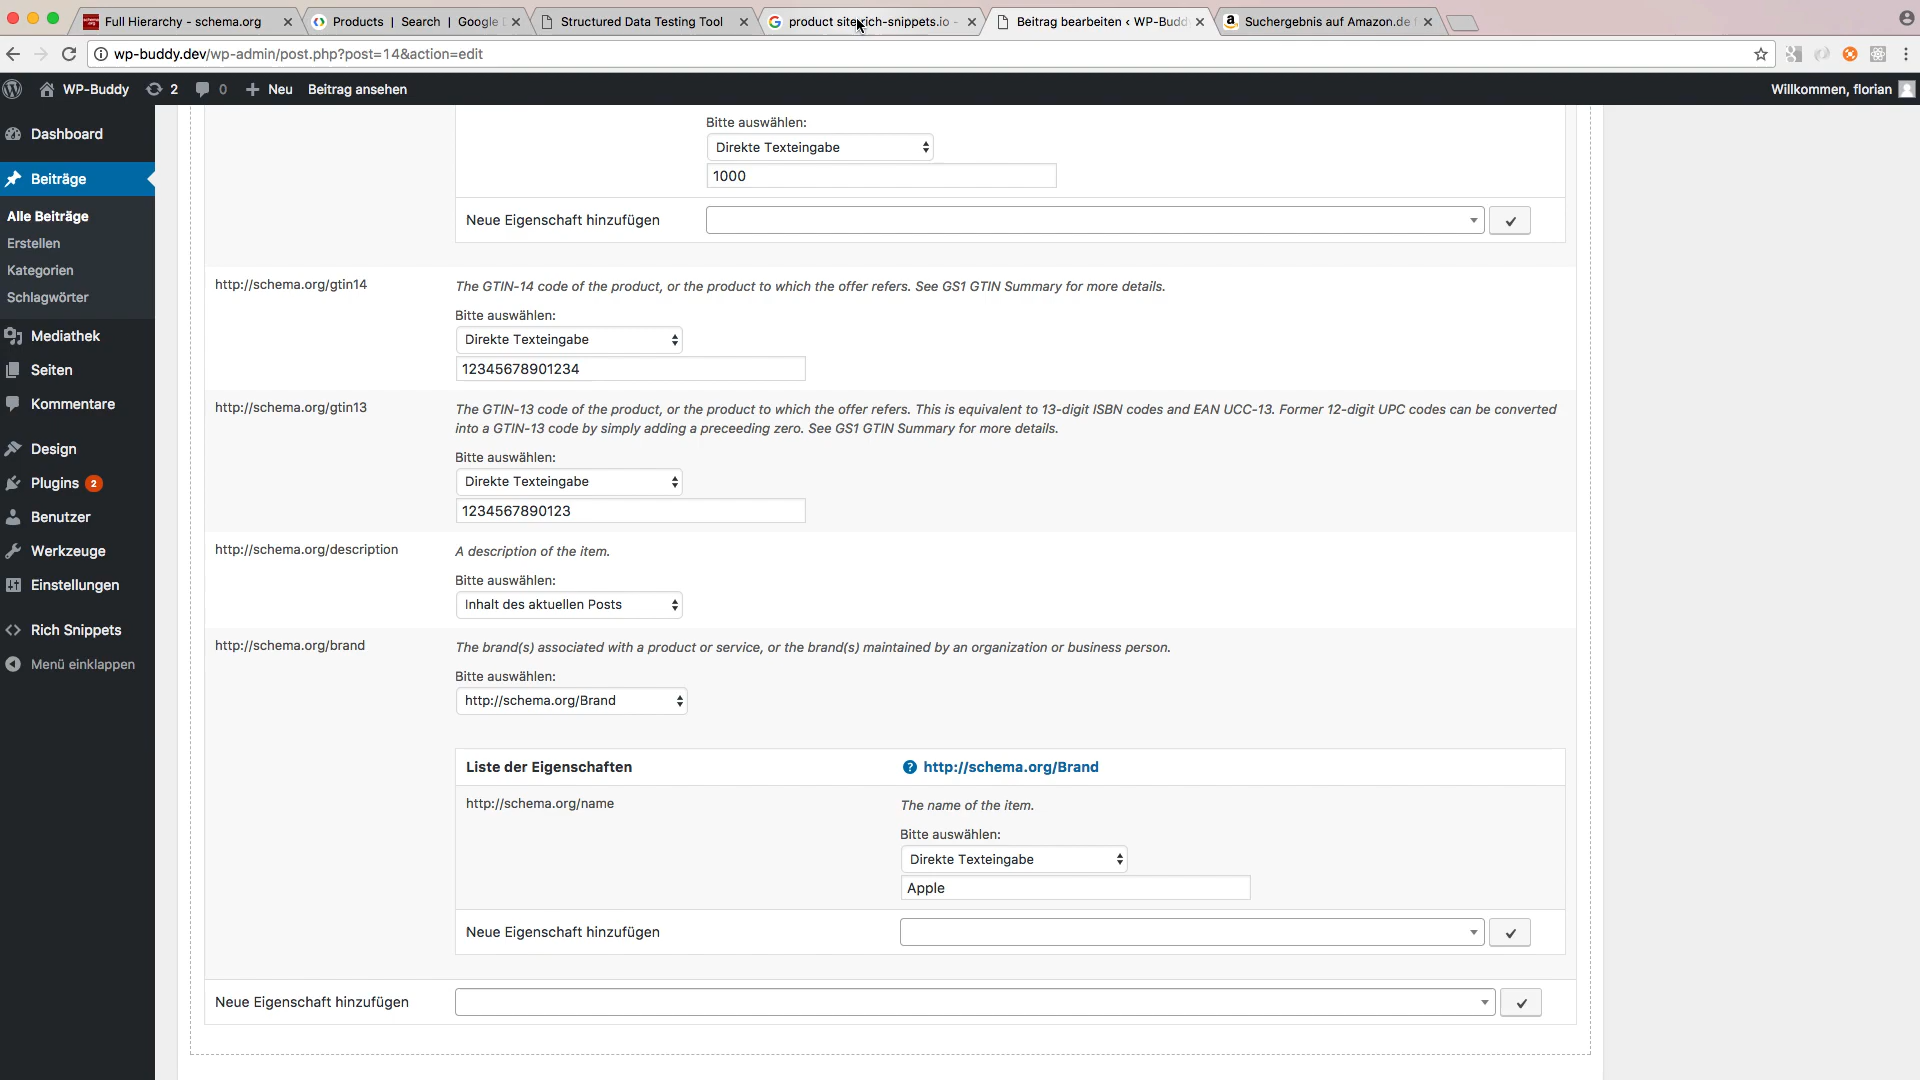 Full Hierarchy - schema.org
Products | Search | Google
Structured Data Testing Tool
product site:rich-snippets.io -
Beitrag bearbeiten ‹ WP-Budd
Suchergebnis auf Amazon.de
wp-buddy.dev/wp-admin/post.php?post=14&action=edit
WP-Buddy
2
0
Neu
Beitrag ansehen
Willkommen, florian
Dashboard
Beiträge
Alle Beiträge
Erstellen
Kategorien
Schlagwörter
Mediathek
Seiten
Kommentare
Design
Plugins 2
Benutzer
Werkzeuge
Einstellungen
Rich Snippets
Menü einklappen
Bitte auswählen:
Direkte Texteingabe
1000
Neue Eigenschaft hinzufügen
http://schema.org/gtin14
The GTIN-14 code of the product, or the product to which the offer refers. See GS1 GTIN Summary for more details.
Bitte auswählen:
Direkte Texteingabe
12345678901234
http://schema.org/gtin13
The GTIN-13 code of the product, or the product to which the offer refers. This is equivalent to 13-digit ISBN codes and EAN UCC-13. Former 12-digit UPC codes can be converted
into a GTIN-13 code by simply adding a preceeding zero. See GS1 GTIN Summary for more details.
Bitte auswählen:
Direkte Texteingabe
1234567890123
http://schema.org/description
A description of the item.
Bitte auswählen:
Inhalt des aktuellen Posts
http://schema.org/brand
The brand(s) associated with a product or service, or the brand(s) maintained by an organization or business person.
Bitte auswählen:
http://schema.org/Brand
Liste der Eigenschaften
http://schema.org/Brand
http://schema.org/name
The name of the item.
Bitte auswählen:
Direkte Texteingabe
Apple
Neue Eigenschaft hinzufügen
Neue Eigenschaft hinzufügen